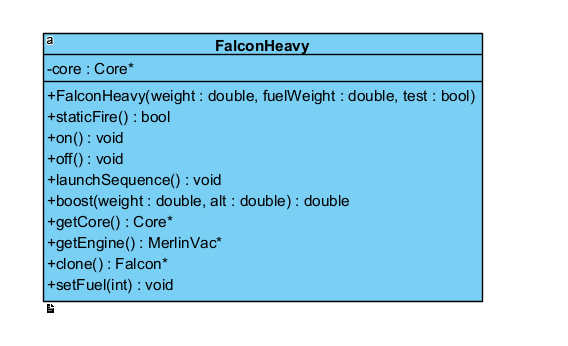 a
FalconHeavy
-core : Core*
+FalconHeavy(weight : double, fuelWeight : double, test : bool)
+staticFire() : bool
+on() : void
+off() : void
+launchSequence() : void
+boost(weight : double, alt : double) : double
+getCore() : Core*
+getEngine() : MerlinVac*
+clone() : Falcon*
+setFuel(int) : void